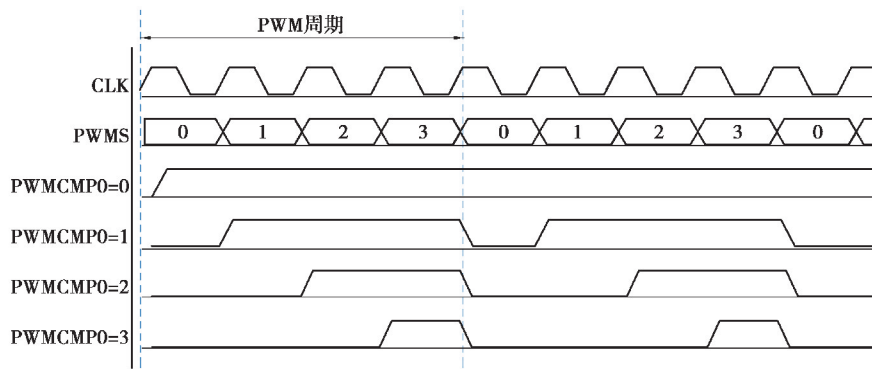 PWM周期
CLK
PWMS 0 1 2 3 0 1 2 3 0
PWMCMP0=0
PWMCMP0=1
PWMCMP0=2
PWMCMP0=3